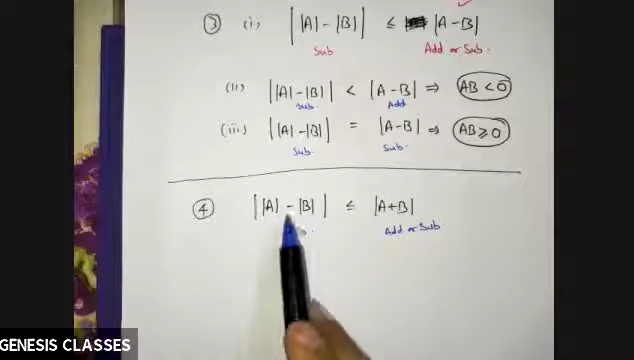 ③ (i) ||A| - |B|| ≤ |A - B|
Sub Add or Sub.
(ii) ||A| - |B|| < |A - B| ⇒ AB < 0
Sub. Add
(iii) ||A| - |B|| = |A - B| ⇒ AB ≥ 0
Sub. Sub.
④ ||A| - |B|| ≤ |A + B|
Add or Sub
GENESIS CLASSES